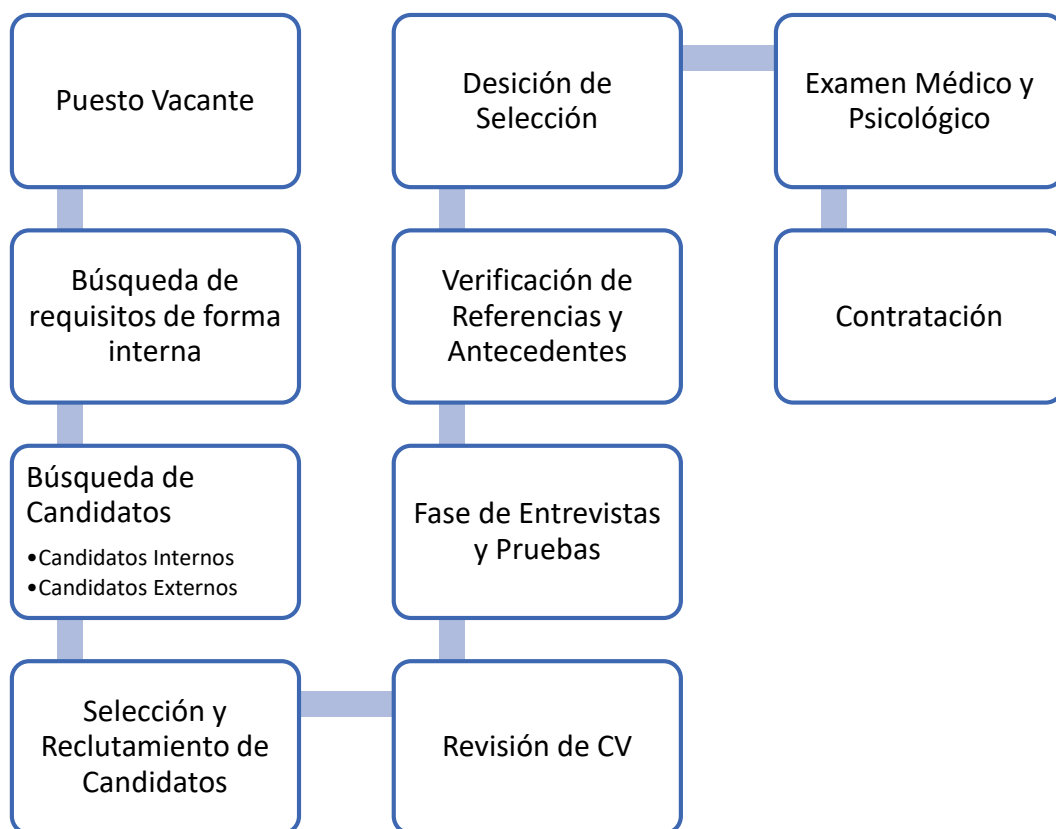 Puesto Vacante
Búsqueda de
requisitos de forma
interna
Búsqueda de
Candidatos
•Candidatos Internos
•Candidatos Externos
Selección y
Reclutamiento de
Candidatos
Revisión de CV
Fase de Entrevistas
y Pruebas
Verificación de
Referencias y
Antecedentes
Desición de
Selección
Examen Médico y
Psicológico
Contratación